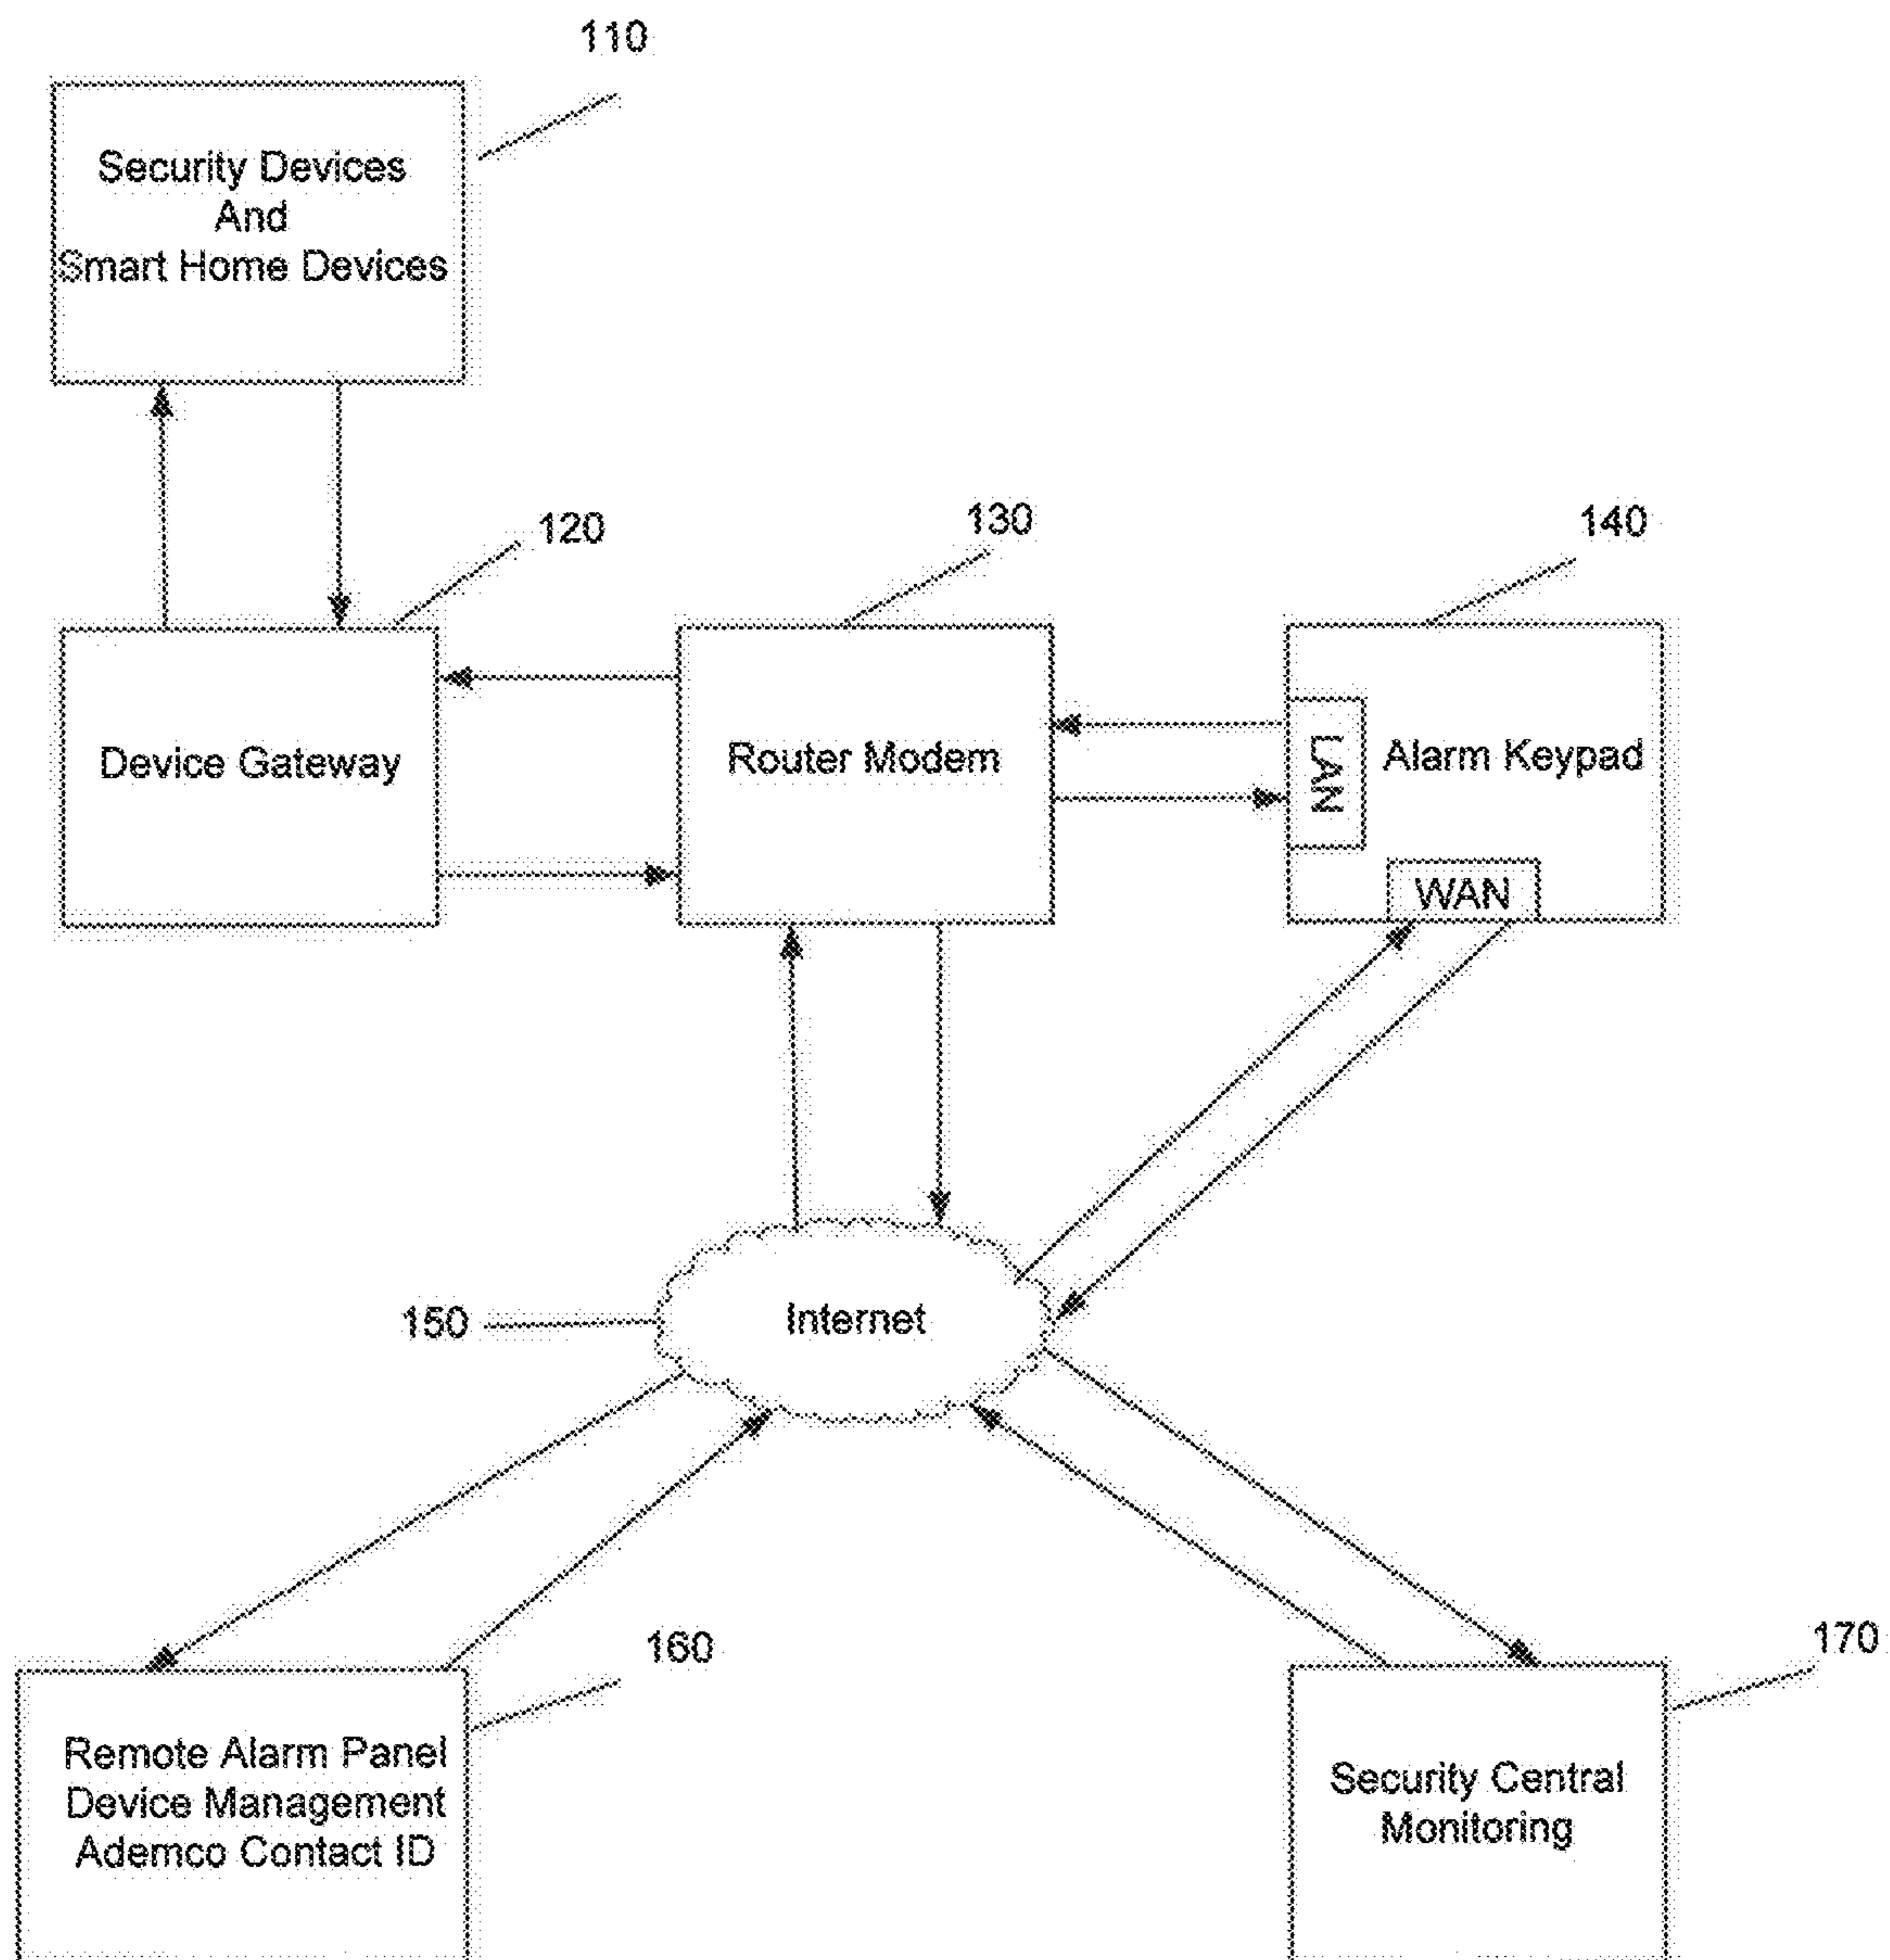 110
Security Devices
And
Smart Home Devices
120
130
140
Device Gateway
Router Modem
LAN
Alarm Keypad
WAN
150
Internet
160
170
Remote Alarm Panel
Device Management
Ademco Contact ID
Security Central
Monitoring